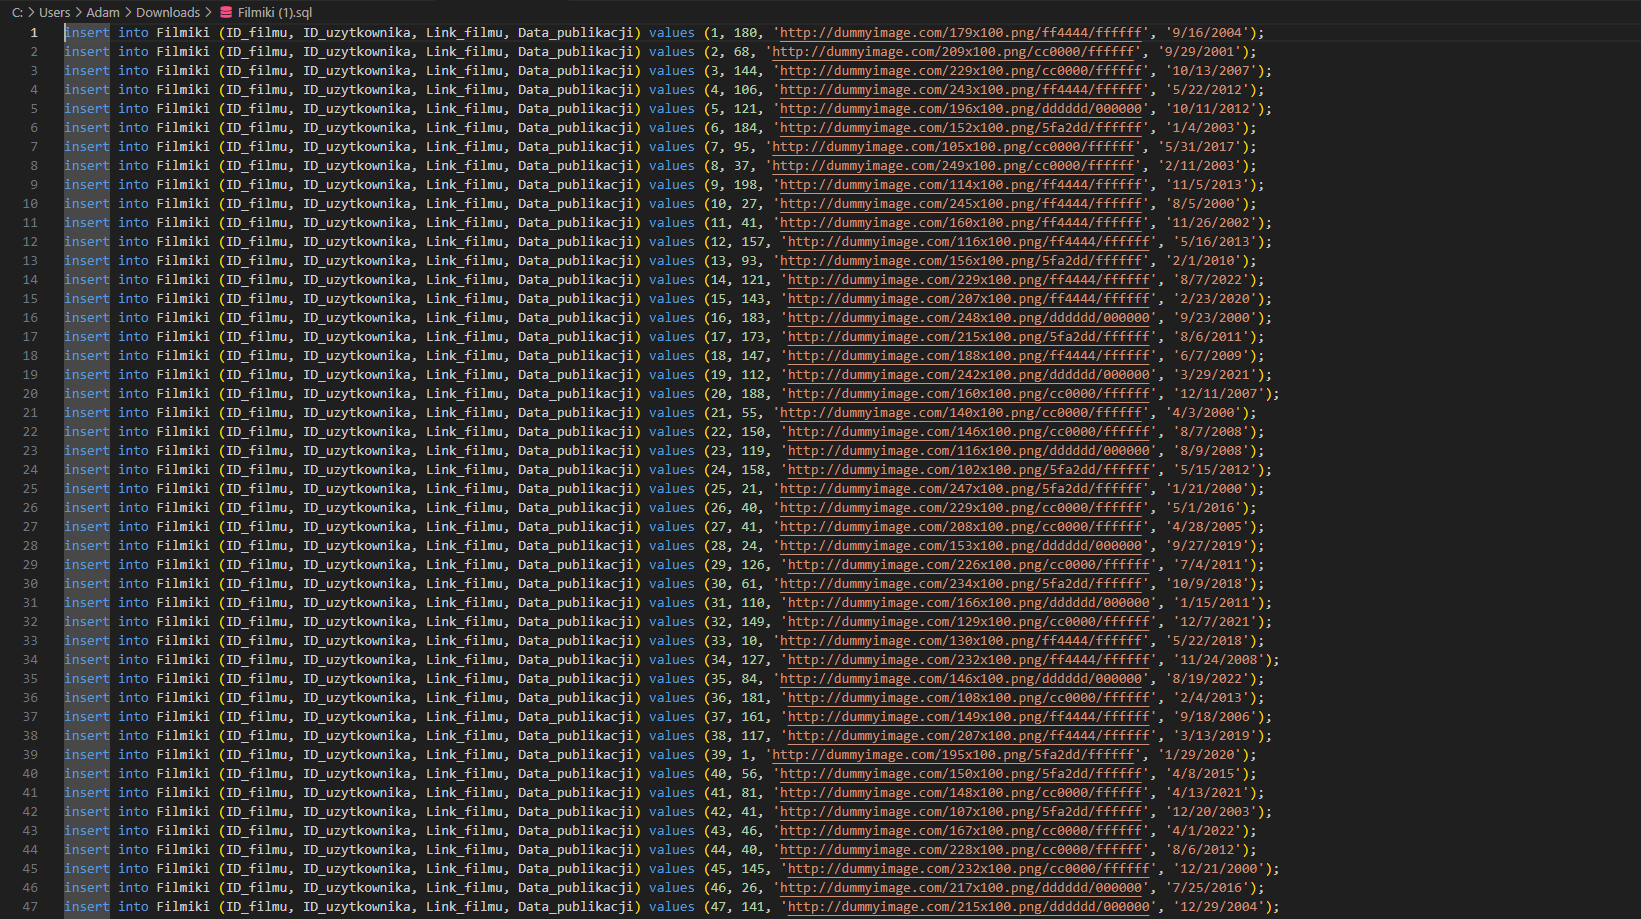 C: > Users > Adam > Downloads > Filmiki (1).sql
1 insert into Filmiki (ID_filmu, ID_uzytkownika, Link_filmu, Data_publikacji) values (1, 180, 'http://dummyimage.com/179x100.png/ff4444/ffffff', '9/16/2004');
2 insert into Filmiki (ID_filmu, ID_uzytkownika, Link_filmu, Data_publikacji) values (2, 68, 'http://dummyimage.com/209x100.png/cc0000/ffffff', '9/29/2001');
3 insert into Filmiki (ID_filmu, ID_uzytkownika, Link_filmu, Data_publikacji) values (3, 144, 'http://dummyimage.com/229x100.png/cc0000/ffffff', '10/13/2007');
4 insert into Filmiki (ID_filmu, ID_uzytkownika, Link_filmu, Data_publikacji) values (4, 106, 'http://dummyimage.com/243x100.png/ff4444/ffffff', '5/22/2012');
5 insert into Filmiki (ID_filmu, ID_uzytkownika, Link_filmu, Data_publikacji) values (5, 121, 'http://dummyimage.com/196x100.png/dddddd/000000', '10/11/2012');
6 insert into Filmiki (ID_filmu, ID_uzytkownika, Link_filmu, Data_publikacji) values (6, 184, 'http://dummyimage.com/152x100.png/5fa2dd/ffffff', '1/4/2003');
7 insert into Filmiki (ID_filmu, ID_uzytkownika, Link_filmu, Data_publikacji) values (7, 95, 'http://dummyimage.com/105x100.png/cc0000/ffffff', '5/31/2017');
8 insert into Filmiki (ID_filmu, ID_uzytkownika, Link_filmu, Data_publikacji) values (8, 37, 'http://dummyimage.com/249x100.png/cc0000/ffffff', '2/11/2003');
9 insert into Filmiki (ID_filmu, ID_uzytkownika, Link_filmu, Data_publikacji) values (9, 198, 'http://dummyimage.com/114x100.png/ff4444/ffffff', '11/5/2013');
10 insert into Filmiki (ID_filmu, ID_uzytkownika, Link_filmu, Data_publikacji) values (10, 27, 'http://dummyimage.com/245x100.png/ff4444/ffffff', '8/5/2000');
11 insert into Filmiki (ID_filmu, ID_uzytkownika, Link_filmu, Data_publikacji) values (11, 41, 'http://dummyimage.com/160x100.png/ff4444/ffffff', '11/26/2002');
12 insert into Filmiki (ID_filmu, ID_uzytkownika, Link_filmu, Data_publikacji) values (12, 157, 'http://dummyimage.com/116x100.png/ff4444/ffffff', '5/16/2013');
13 insert into Filmiki (ID_filmu, ID_uzytkownika, Link_filmu, Data_publikacji) values (13, 93, 'http://dummyimage.com/156x100.png/5fa2dd/ffffff', '2/1/2010');
14 insert into Filmiki (ID_filmu, ID_uzytkownika, Link_filmu, Data_publikacji) values (14, 121, 'http://dummyimage.com/229x100.png/ff4444/ffffff', '8/7/2022');
15 insert into Filmiki (ID_filmu, ID_uzytkownika, Link_filmu, Data_publikacji) values (15, 143, 'http://dummyimage.com/207x100.png/ff4444/ffffff', '2/23/2020');
16 insert into Filmiki (ID_filmu, ID_uzytkownika, Link_filmu, Data_publikacji) values (16, 183, 'http://dummyimage.com/248x100.png/dddddd/000000', '9/23/2000');
17 insert into Filmiki (ID_filmu, ID_uzytkownika, Link_filmu, Data_publikacji) values (17, 173, 'http://dummyimage.com/215x100.png/5fa2dd/ffffff', '8/6/2011');
18 insert into Filmiki (ID_filmu, ID_uzytkownika, Link_filmu, Data_publikacji) values (18, 147, 'http://dummyimage.com/188x100.png/ff4444/ffffff', '6/7/2009');
19 insert into Filmiki (ID_filmu, ID_uzytkownika, Link_filmu, Data_publikacji) values (19, 112, 'http://dummyimage.com/242x100.png/dddddd/000000', '3/29/2021');
20 insert into Filmiki (ID_filmu, ID_uzytkownika, Link_filmu, Data_publikacji) values (20, 188, 'http://dummyimage.com/160x100.png/cc0000/ffffff', '12/11/2007');
21 insert into Filmiki (ID_filmu, ID_uzytkownika, Link_filmu, Data_publikacji) values (21, 55, 'http://dummyimage.com/140x100.png/cc0000/ffffff', '4/3/2000');
22 insert into Filmiki (ID_filmu, ID_uzytkownika, Link_filmu, Data_publikacji) values (22, 150, 'http://dummyimage.com/146x100.png/cc0000/ffffff', '8/7/2008');
23 insert into Filmiki (ID_filmu, ID_uzytkownika, Link_filmu, Data_publikacji) values (23, 119, 'http://dummyimage.com/116x100.png/dddddd/000000', '8/9/2008');
24 insert into Filmiki (ID_filmu, ID_uzytkownika, Link_filmu, Data_publikacji) values (24, 158, 'http://dummyimage.com/102x100.png/5fa2dd/ffffff', '5/15/2012');
25 insert into Filmiki (ID_filmu, ID_uzytkownika, Link_filmu, Data_publikacji) values (25, 21, 'http://dummyimage.com/247x100.png/5fa2dd/ffffff', '1/21/2000');
26 insert into Filmiki (ID_filmu, ID_uzytkownika, Link_filmu, Data_publikacji) values (26, 40, 'http://dummyimage.com/229x100.png/cc0000/ffffff', '5/1/2016');
27 insert into Filmiki (ID_filmu, ID_uzytkownika, Link_filmu, Data_publikacji) values (27, 41, 'http://dummyimage.com/208x100.png/cc0000/ffffff', '4/28/2005');
28 insert into Filmiki (ID_filmu, ID_uzytkownika, Link_filmu, Data_publikacji) values (28, 24, 'http://dummyimage.com/153x100.png/dddddd/000000', '9/27/2019');
29 insert into Filmiki (ID_filmu, ID_uzytkownika, Link_filmu, Data_publikacji) values (29, 126, 'http://dummyimage.com/226x100.png/cc0000/ffffff', '7/4/2011');
30 insert into Filmiki (ID_filmu, ID_uzytkownika, Link_filmu, Data_publikacji) values (30, 61, 'http://dummyimage.com/234x100.png/5fa2dd/ffffff', '10/9/2018');
31 insert into Filmiki (ID_filmu, ID_uzytkownika, Link_filmu, Data_publikacji) values (31, 110, 'http://dummyimage.com/166x100.png/dddddd/000000', '1/15/2011');
32 insert into Filmiki (ID_filmu, ID_uzytkownika, Link_filmu, Data_publikacji) values (32, 149, 'http://dummyimage.com/129x100.png/cc0000/ffffff', '12/7/2021');
33 insert into Filmiki (ID_filmu, ID_uzytkownika, Link_filmu, Data_publikacji) values (33, 10, 'http://dummyimage.com/130x100.png/ff4444/ffffff', '5/22/2018');
34 insert into Filmiki (ID_filmu, ID_uzytkownika, Link_filmu, Data_publikacji) values (34, 127, 'http://dummyimage.com/232x100.png/ff4444/ffffff', '11/24/2008');
35 insert into Filmiki (ID_filmu, ID_uzytkownika, Link_filmu, Data_publikacji) values (35, 84, 'http://dummyimage.com/146x100.png/dddddd/000000', '8/19/2022');
36 insert into Filmiki (ID_filmu, ID_uzytkownika, Link_filmu, Data_publikacji) values (36, 181, 'http://dummyimage.com/108x100.png/cc0000/ffffff', '2/4/2013');
37 insert into Filmiki (ID_filmu, ID_uzytkownika, Link_filmu, Data_publikacji) values (37, 161, 'http://dummyimage.com/149x100.png/ff4444/ffffff', '9/18/2006');
38 insert into Filmiki (ID_filmu, ID_uzytkownika, Link_filmu, Data_publikacji) values (38, 117, 'http://dummyimage.com/207x100.png/ff4444/ffffff', '3/13/2019');
39 insert into Filmiki (ID_filmu, ID_uzytkownika, Link_filmu, Data_publikacji) values (39, 1, 'http://dummyimage.com/195x100.png/5fa2dd/ffffff', '1/29/2020');
40 insert into Filmiki (ID_filmu, ID_uzytkownika, Link_filmu, Data_publikacji) values (40, 56, 'http://dummyimage.com/150x100.png/5fa2dd/ffffff', '4/8/2015');
41 insert into Filmiki (ID_filmu, ID_uzytkownika, Link_filmu, Data_publikacji) values (41, 81, 'http://dummyimage.com/148x100.png/cc0000/ffffff', '4/13/2021');
42 insert into Filmiki (ID_filmu, ID_uzytkownika, Link_filmu, Data_publikacji) values (42, 41, 'http://dummyimage.com/107x100.png/5fa2dd/ffffff', '12/20/2003');
43 insert into Filmiki (ID_filmu, ID_uzytkownika, Link_filmu, Data_publikacji) values (43, 46, 'http://dummyimage.com/167x100.png/cc0000/ffffff', '4/1/2022');
44 insert into Filmiki (ID_filmu, ID_uzytkownika, Link_filmu, Data_publikacji) values (44, 40, 'http://dummyimage.com/228x100.png/cc0000/ffffff', '8/6/2012');
45 insert into Filmiki (ID_filmu, ID_uzytkownika, Link_filmu, Data_publikacji) values (45, 145, 'http://dummyimage.com/232x100.png/cc0000/ffffff', '12/21/2000');
46 insert into Filmiki (ID_filmu, ID_uzytkownika, Link_filmu, Data_publikacji) values (46, 26, 'http://dummyimage.com/217x100.png/dddddd/000000', '7/25/2016');
47 insert into Filmiki (ID_filmu, ID_uzytkownika, Link_filmu, Data_publikacji) values (47, 141, 'http://dummyimage.com/215x100.png/dddddd/000000', '12/29/2004');